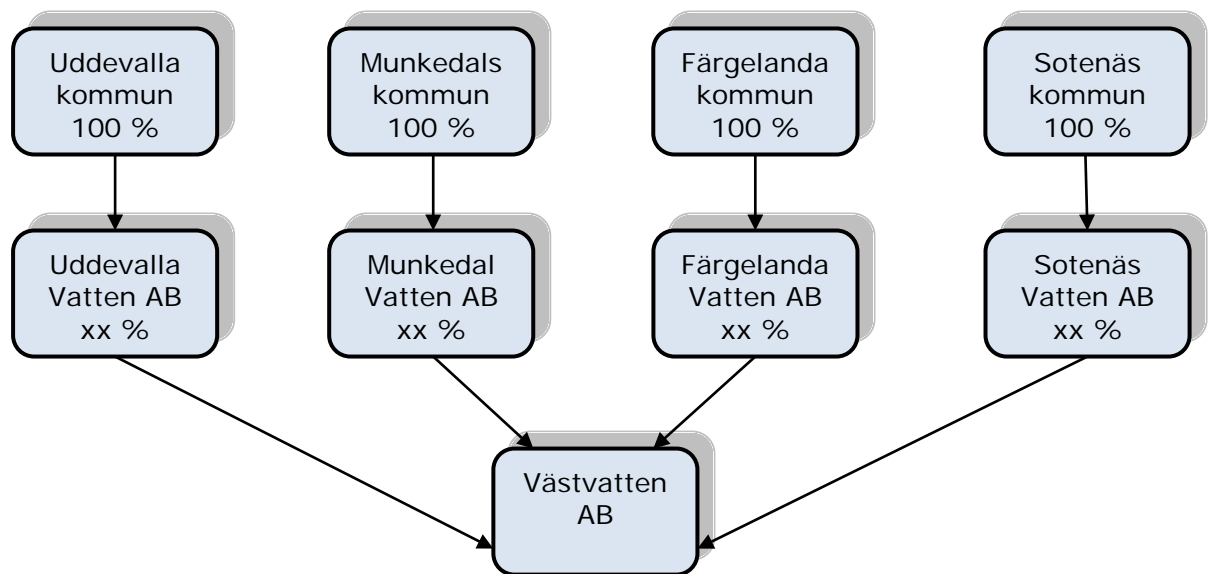 Uddevalla
kommun
100 %
Munkedals
kommun
100 %
Färgelanda
kommun
100 %
Sotenäs
kommun
100 %
Uddevalla
Vatten AB
xx %
Munkedal
Vatten AB
xx %
Färgelanda
Vatten AB
xx %
Sotenäs
Vatten AB
xx %
Västvatten
AB